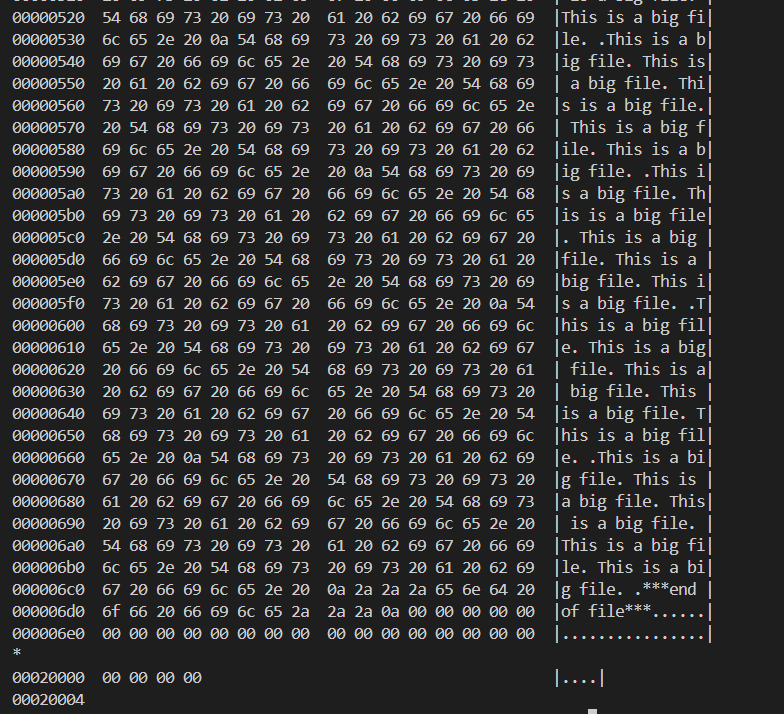 00000520  54 68 69 73 20 69 73 20  61 20 62 69 67 20 66 69  |This is a big fi|
00000530  6c 65 2e 20 0a 54 68 69  73 20 69 73 20 61 20 62  |le. .This is a b|
00000540  69 67 20 66 69 6c 65 2e  20 54 68 69 73 20 69 73  |ig file. This is|
00000550  20 61 20 62 69 67 20 66  69 6c 65 2e 20 54 68 69  | a big file. Thi|
00000560  73 20 69 73 20 61 20 62  69 67 20 66 69 6c 65 2e  |s is a big file.|
00000570  20 54 68 69 73 20 69 73  20 61 20 62 69 67 20 66  | This is a big f|
00000580  69 6c 65 2e 20 54 68 69  73 20 69 73 20 61 20 62  |ile. This is a b|
00000590  69 67 20 66 69 6c 65 2e  20 0a 54 68 69 73 20 69  |ig file. .This i|
000005a0  73 20 61 20 62 69 67 20  66 69 6c 65 2e 20 54 68  |s a big file. Th|
000005b0  69 73 20 69 73 20 61 20  62 69 67 20 66 69 6c 65  |is is a big file|
000005c0  2e 20 54 68 69 73 20 69  73 20 61 20 62 69 67 20  |. This is a big |
000005d0  66 69 6c 65 2e 20 54 68  69 73 20 69 73 20 61 20  |file. This is a |
000005e0  62 69 67 20 66 69 6c 65  2e 20 54 68 69 73 20 69  |big file. This i|
000005f0  73 20 61 20 62 69 67 20  66 69 6c 65 2e 20 0a 54  |s a big file. .T|
00000600  68 69 73 20 69 73 20 61  20 62 69 67 20 66 69 6c  |his is a big fil|
00000610  65 2e 20 54 68 69 73 20  69 73 20 61 20 62 69 67  |e. This is a big|
00000620  20 66 69 6c 65 2e 20 54  68 69 73 20 69 73 20 61  | file. This is a|
00000630  20 62 69 67 20 66 69 6c  65 2e 20 54 68 69 73 20  | big file. This |
00000640  69 73 20 61 20 62 69 67  20 66 69 6c 65 2e 20 54  |is a big file. T|
00000650  68 69 73 20 69 73 20 61  20 62 69 67 20 66 69 6c  |his is a big fil|
00000660  65 2e 20 0a 54 68 69 73  20 69 73 20 61 20 62 69  |e. .This is a bi|
00000670  67 20 66 69 6c 65 2e 20  54 68 69 73 20 69 73 20  |g file. This is |
00000680  61 20 62 69 67 20 66 69  6c 65 2e 20 54 68 69 73  |a big file. This|
00000690  20 69 73 20 61 20 62 69  67 20 66 69 6c 65 2e 20  | is a big file. |
000006a0  54 68 69 73 20 69 73 20  61 20 62 69 67 20 66 69  |This is a big fi|
000006b0  6c 65 2e 20 54 68 69 73  20 69 73 20 61 20 62 69  |le. This is a bi|
000006c0  67 20 66 69 6c 65 2e 20  0a 2a 2a 2a 65 6e 64 20  |g file. .***end |
000006d0  6f 66 20 66 69 6c 65 2a  2a 2a 0a 00 00 00 00 00  |of file***......|
000006e0  00 00 00 00 00 00 00 00  00 00 00 00 00 00 00 00  |................|
*
00020000  00 00 00 00                                       |....|
00020004